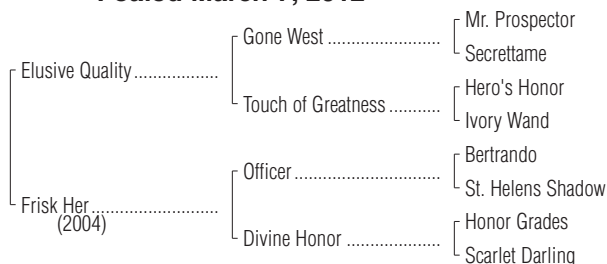 Foaled March 2012
Mr. Prospector
Gone West
Secrettame
Elusive Quality
Hero's Honor
Touch of Greatness
Ivory Wand
Bertrando
Officer
St. Helens Shadow
Frisk Her
(2004)
Honor Grades
Divine Honor
Scarlet Darling